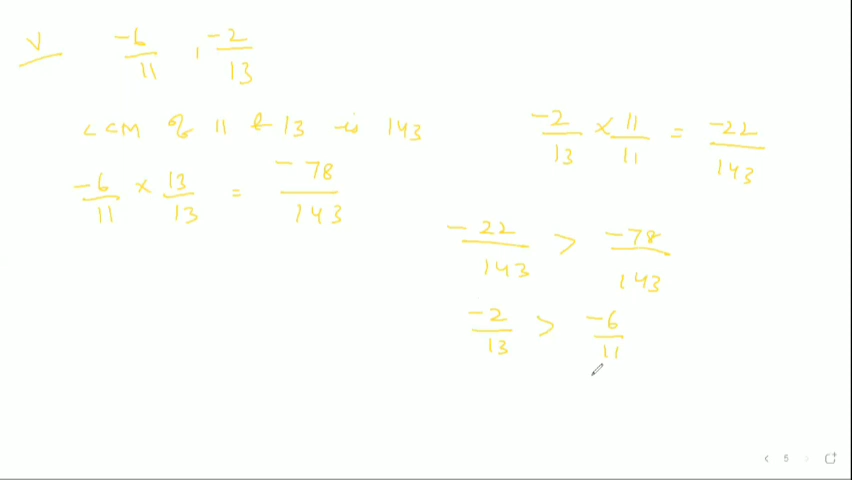 V -6/11 , -2/13
LCM of 11 & 13 is 143
-6/11 × 13/13 = -78/143
-2/13 × 11/11 = -22/143
-22/143 > -78/143
-2/13 > -6/11
5